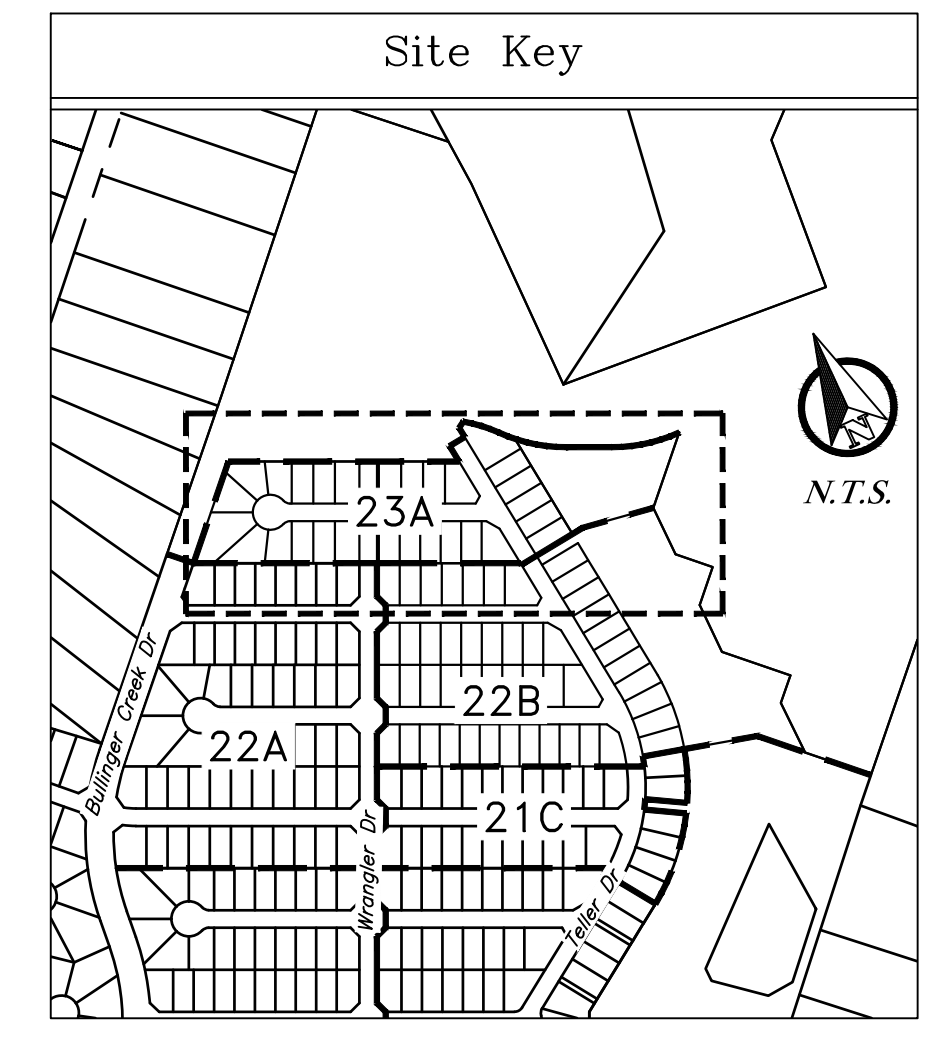 Site Key
N
N.T.S.
23A
22B
22A
21C
Bullinger Creek Dr
Wrangler Dr
Teller Dr